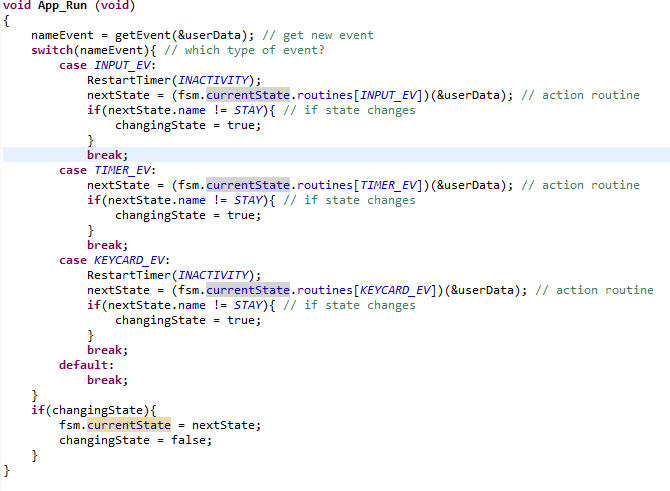 void App_Run (void)
{
    nameEvent = getEvent(&userData); // get new event
    switch(nameEvent){ // which type of event?
        case INPUT_EV:
            RestartTimer(INACTIVITY);
            nextState = (fsm.currentState.routines[INPUT_EV])(&userData); // action routine
            if(nextState.name != STAY){ // if state changes
                changingState = true;
            }
            break;
        case TIMER_EV:
            nextState = (fsm.currentState.routines[TIMER_EV])(&userData); // action routine
            if(nextState.name != STAY){ // if state changes
                changingState = true;
            }
            break;
        case KEYCARD_EV:
            RestartTimer(INACTIVITY);
            nextState = (fsm.currentState.routines[KEYCARD_EV])(&userData); // action routine
            if(nextState.name != STAY){ // if state changes
                changingState = true;
            }
            break;
        default:
            break;
    }
    if(changingState){
        fsm.currentState = nextState;
        changingState = false;
    }
}